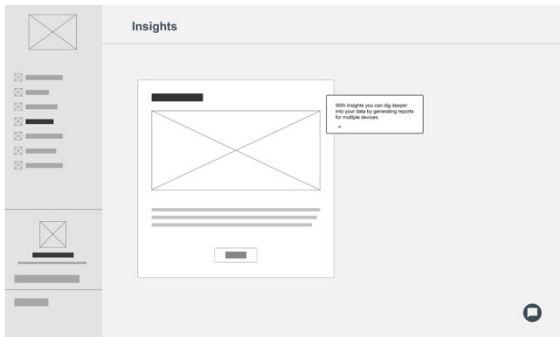 Insights
With Insights you can dig deeper
into your data by generating reports
for multiple devices.